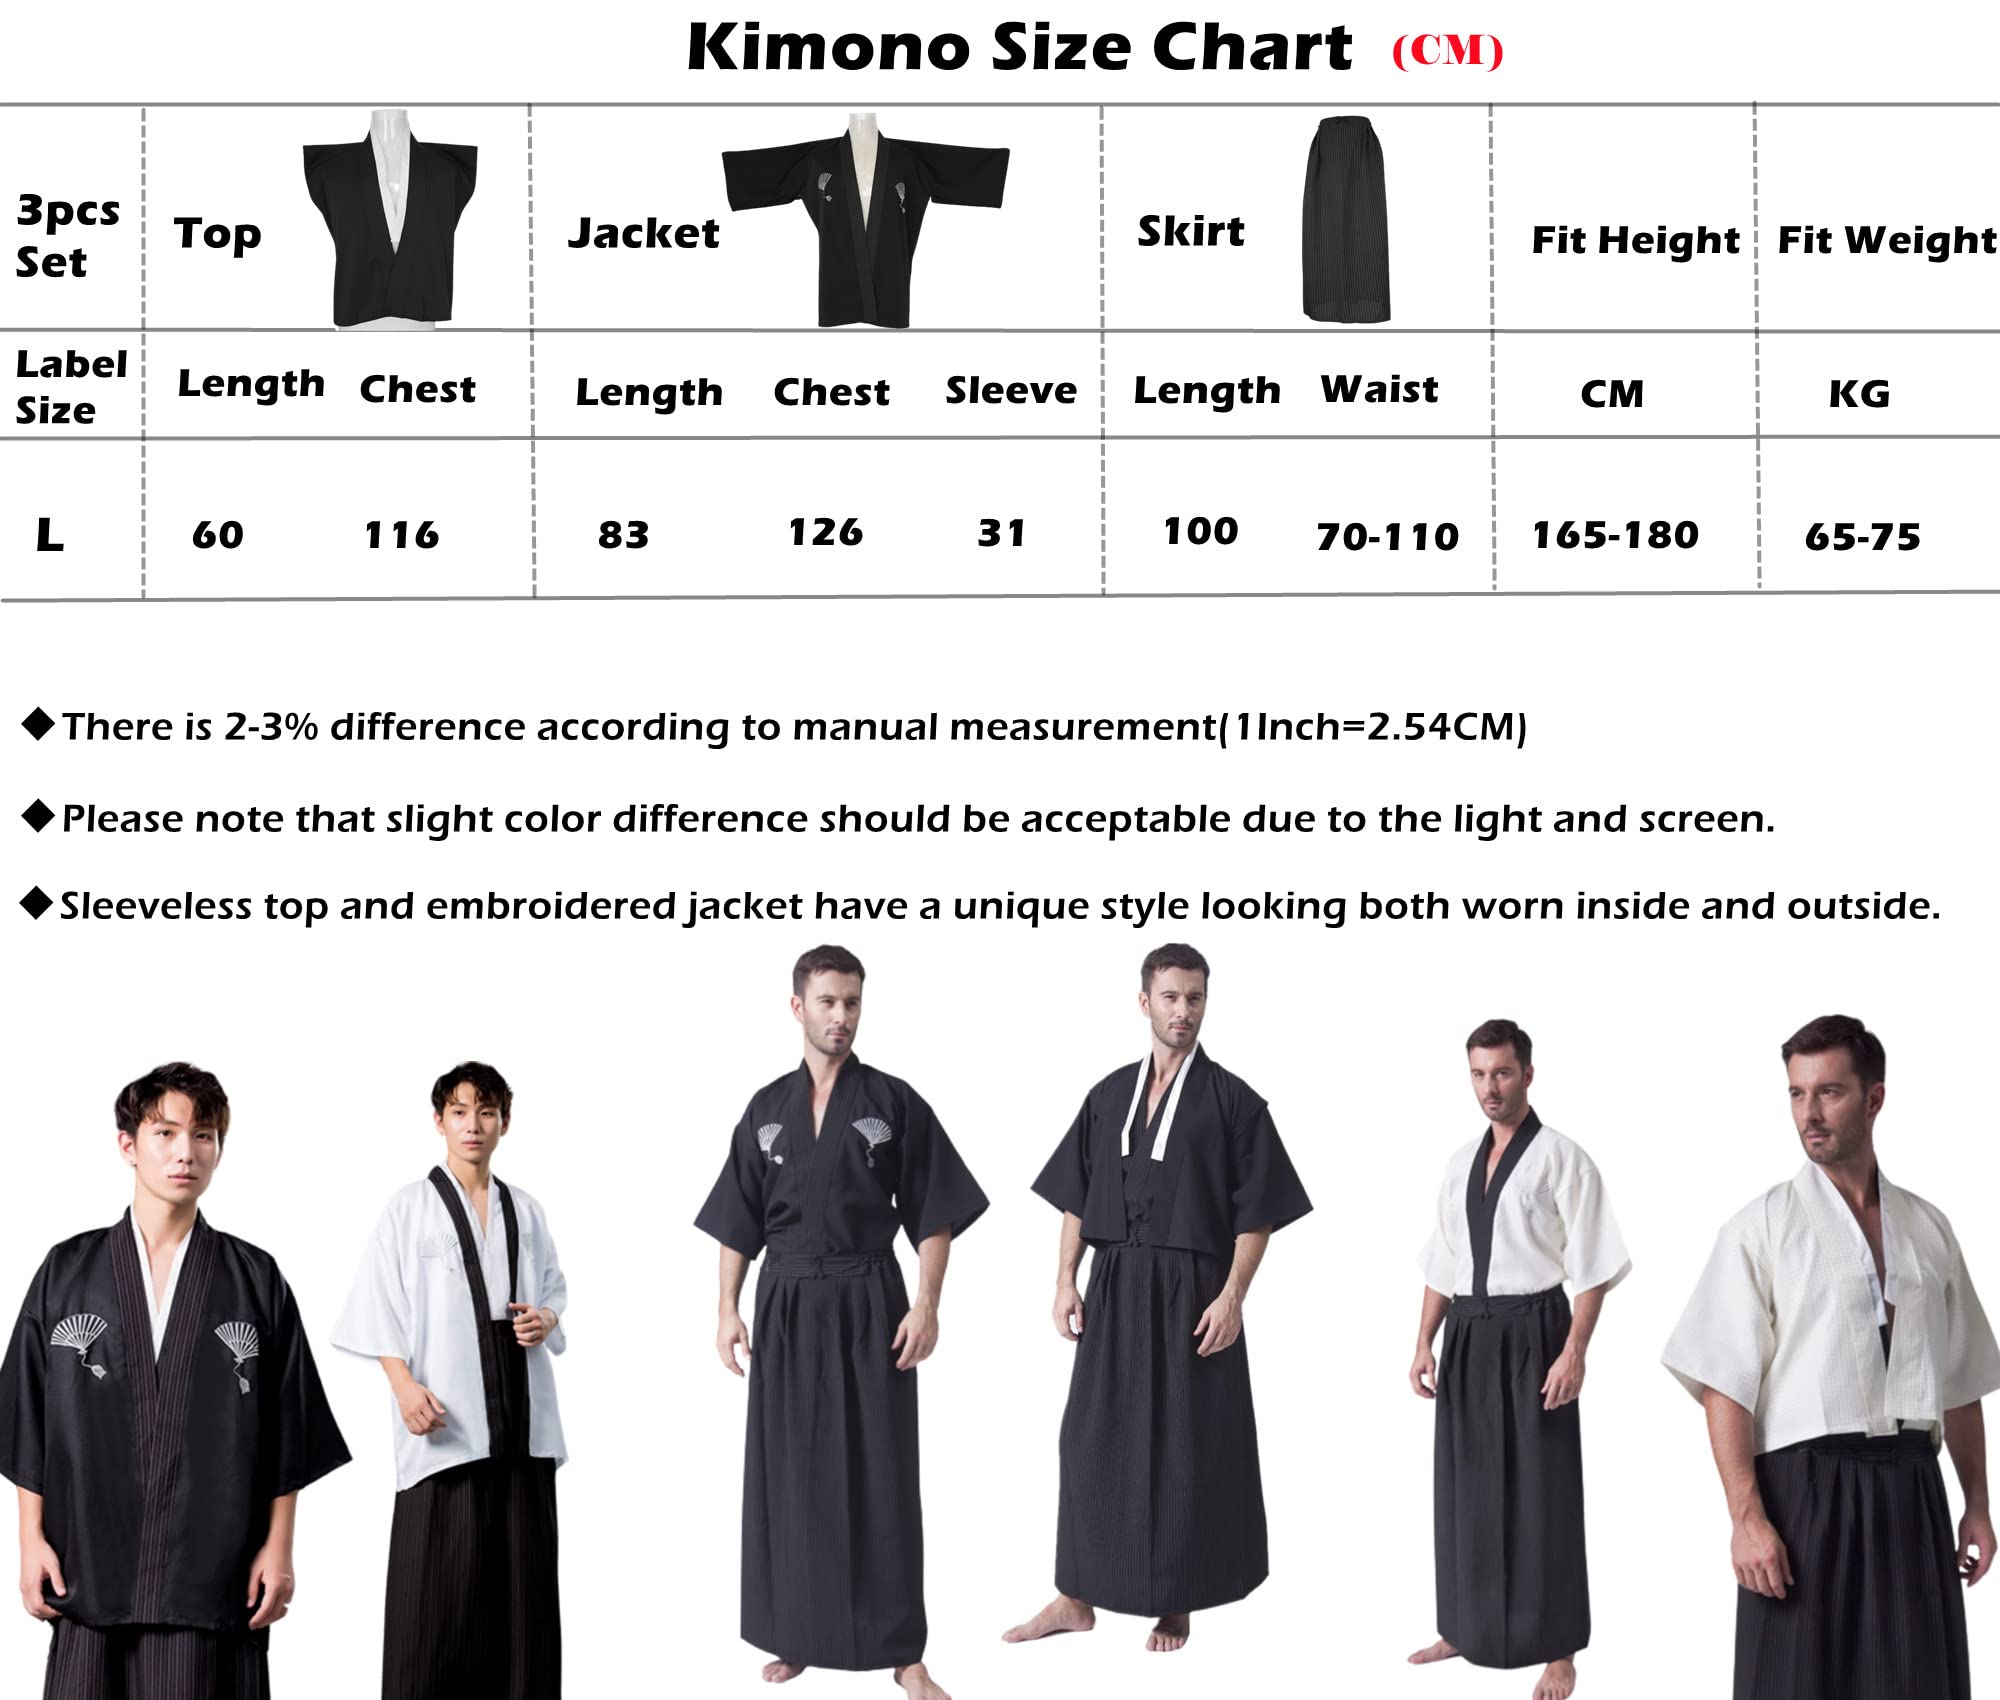 Kimono Size Chart (CM)
3pcs
Set
Top
Jacket
Skirt
Fit Height
Fit Weight
Label
Size
Length Chest
Length Chest Sleeve
Length Waist
CM
KG
L 60 116 83 126 31 100 70-110 165-180 65-75
◆There is 2-3% difference according to manual measurement(1Inch=2.54CM)
◆Please note that slight color difference should be acceptable due to the light and screen.
◆Sleeveless top and embroidered jacket have a unique style looking both worn inside and outside.